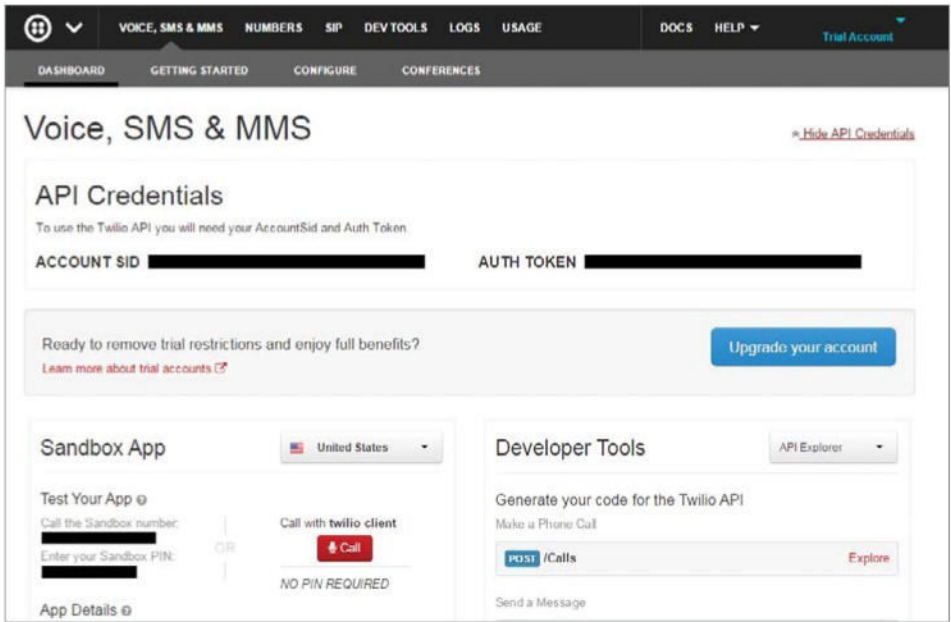 VOICE, SMS & MMS NUMBERS SIP DEV TOOLS LOGS USAGE DOCS HELP Trial Account
DASHBOARD GETTING STARTED CONFIGURE CONFERENCES
Voice, SMS & MMS
Hide API Credentials
API Credentials
To use the Twilio API you will need your AccountSid and Auth Token
ACCOUNT SID AUTH TOKEN
Ready to remove trial restrictions and enjoy full benefits?
Learn more about trial accounts
Upgrade your account
Sandbox App
United States
Test Your App
Call the Sandbox number:
Enter your Sandbox PIN:
OR
Call with twilio client
Call
NO PIN REQUIRED
App Details
Developer Tools
API Explorer
Generate your code for the Twilio API
Make a Phone Call
POST /Calls
Explore
Send a Message